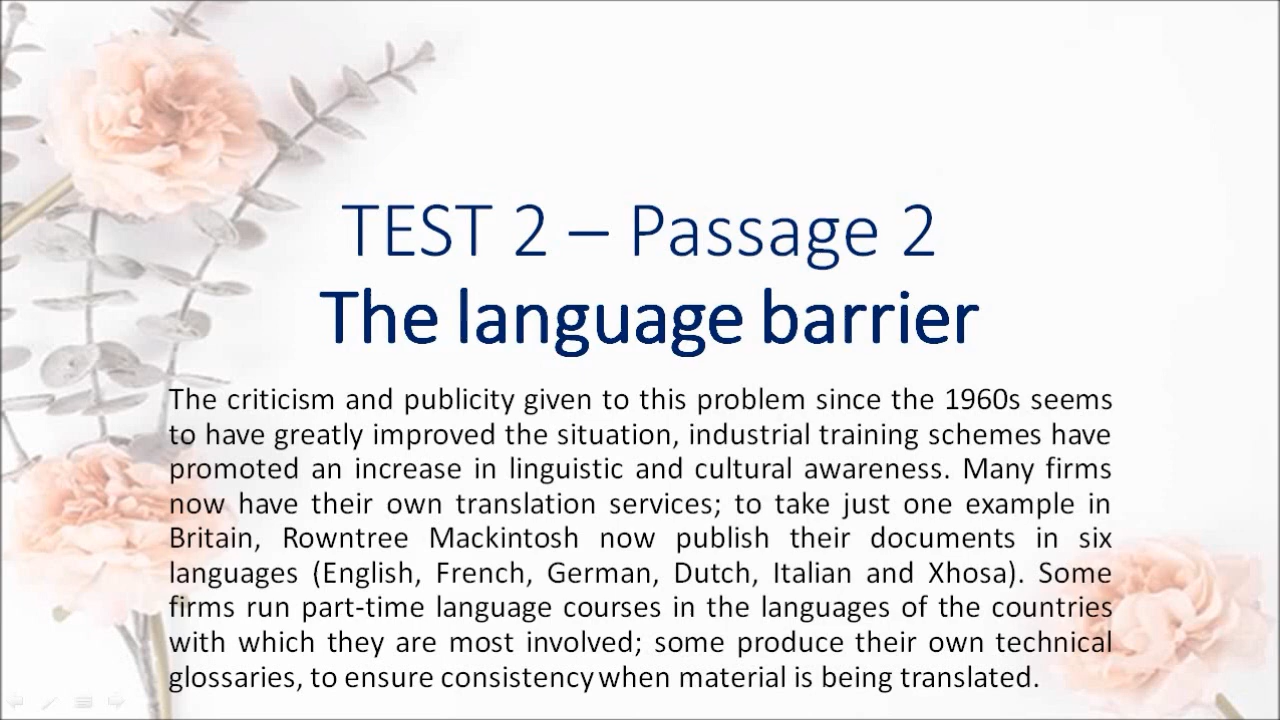 TEST 2 – Passage 2
The language barrier
The criticism and publicity given to this problem since the 1960s seems
to have greatly improved the situation, industrial training schemes have
promoted an increase in linguistic and cultural awareness. Many firms
now have their own translation services; to take just one example in
Britain, Rowntree Mackintosh now publish their documents in six
languages (English, French, German, Dutch, Italian and Xhosa). Some
firms run part-time language courses in the languages of the countries
with which they are most involved; some produce their own technical
glossaries, to ensure consistency when material is being translated.